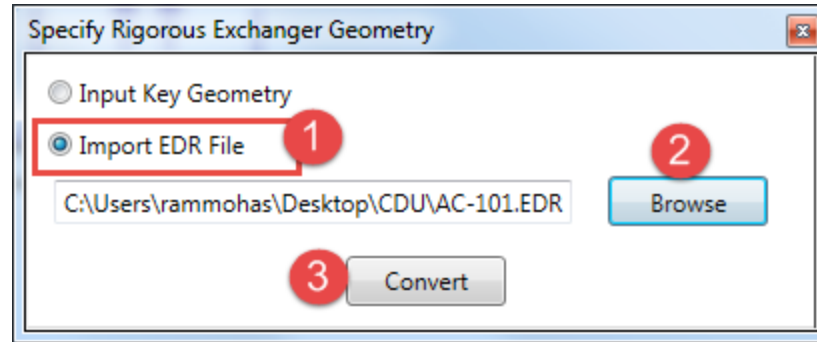 Specify Rigorous Exchanger Geometry
Input Key Geometry
Import EDR File
1
2
C:\Users\rammohas\Desktop\CDU\AC-101.EDR
Browse
3
Convert